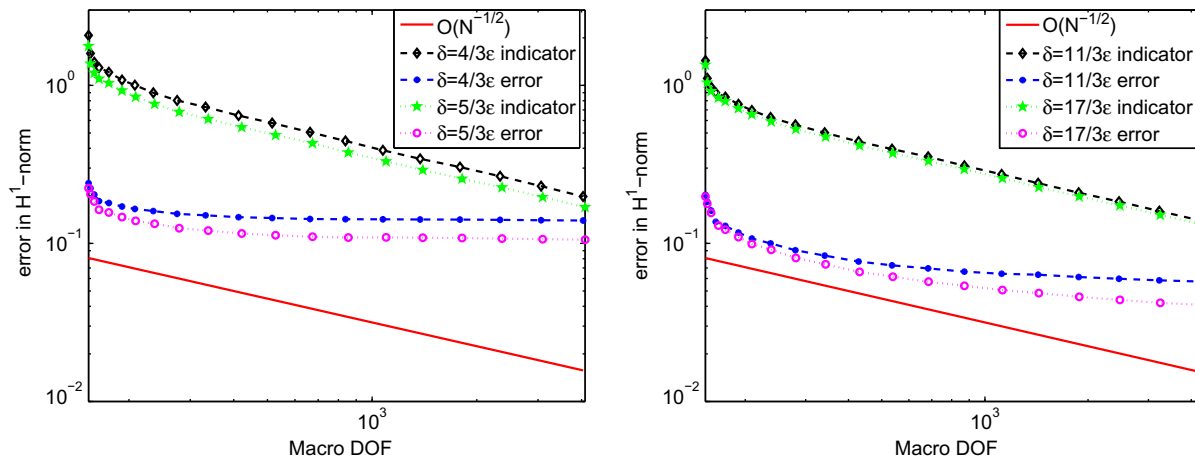 O(N^{-1/2})
δ=4/3ε indicator
δ=4/3ε error
δ=5/3ε indicator
δ=5/3ε error
10^0
10^{-1}
10^{-2}
error in H^1-norm
10^3
Macro DOF
O(N^{-1/2})
δ=11/3ε indicator
δ=11/3ε error
δ=17/3ε indicator
δ=17/3ε error
10^0
10^{-1}
10^{-2}
error in H^1-norm
10^3
Macro DOF